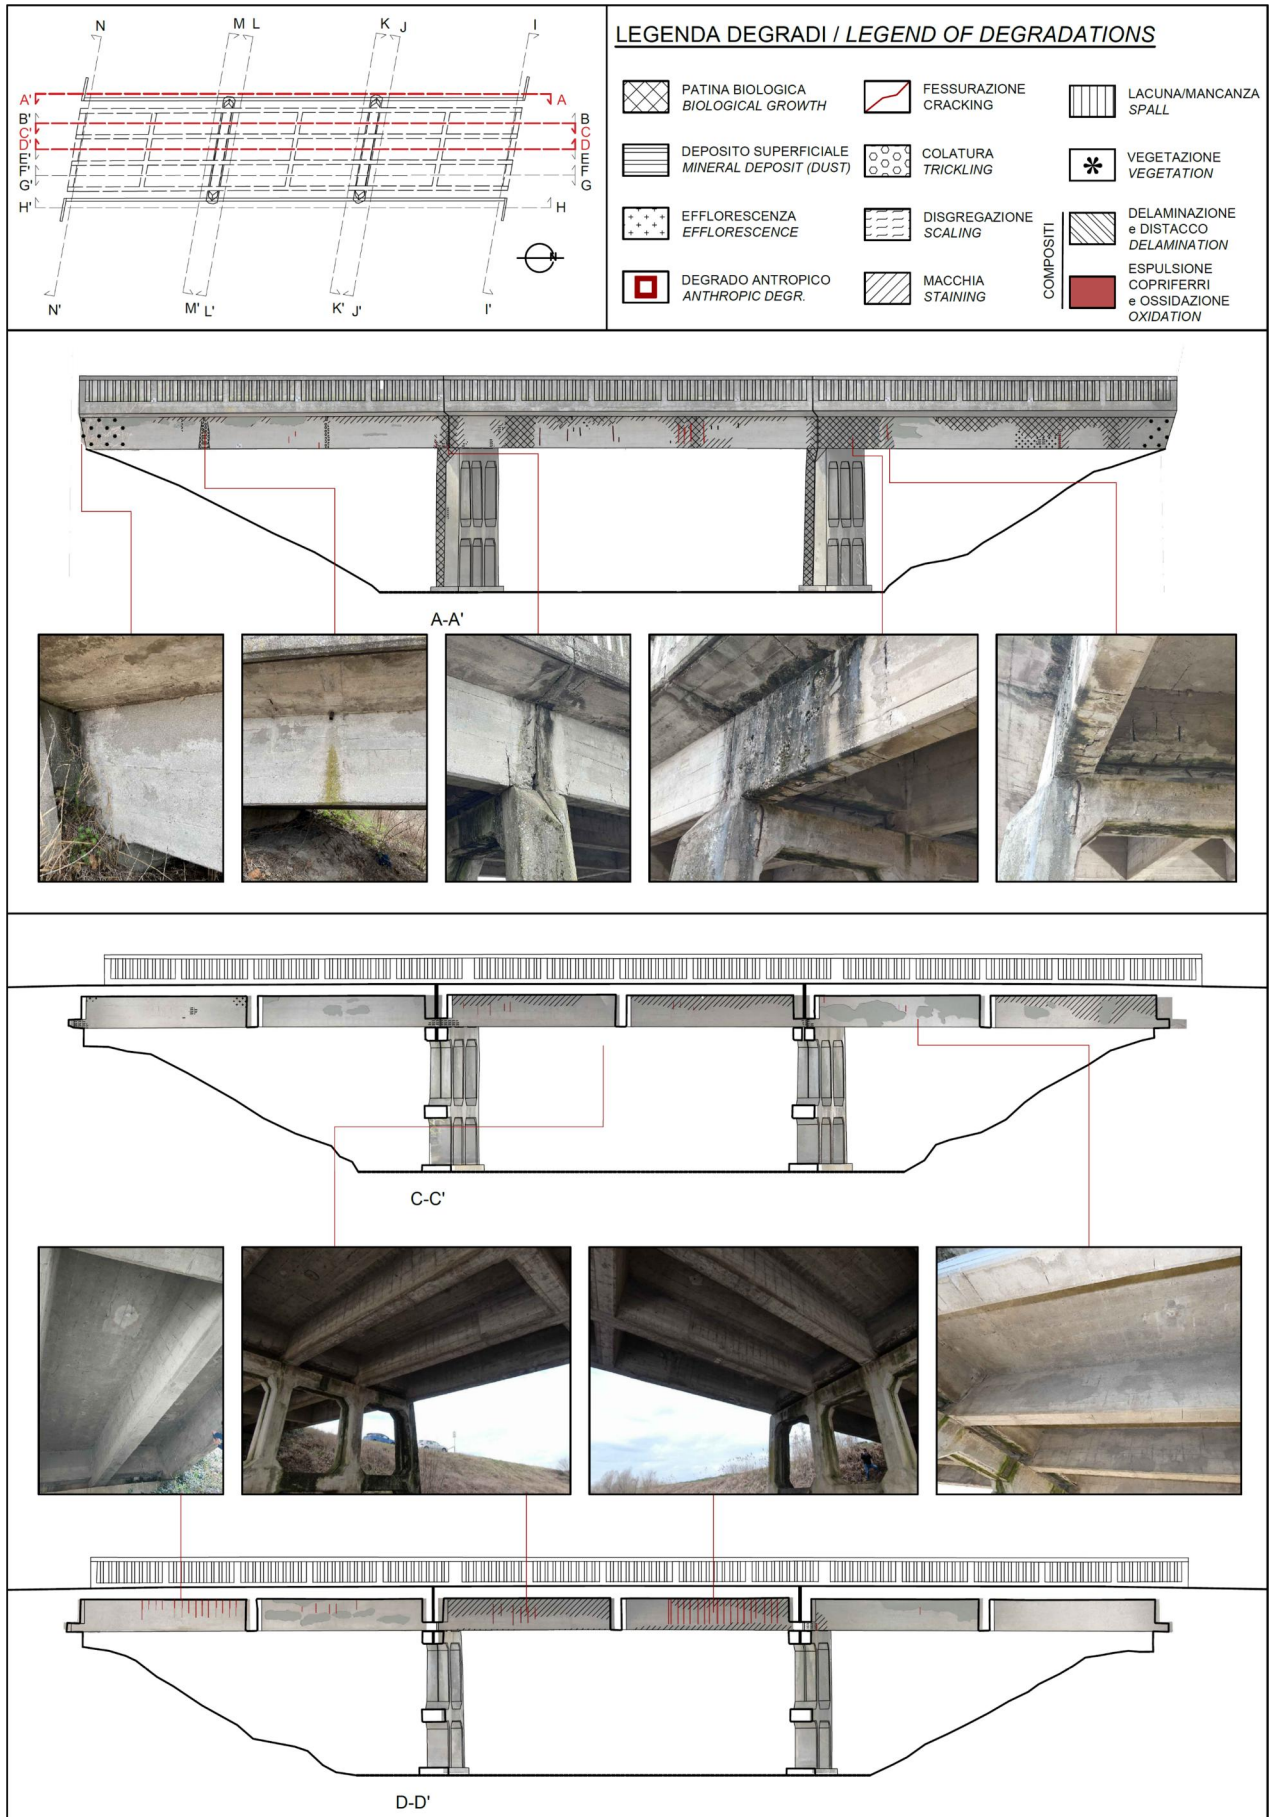 N
M
L
K
J
I
A'
A
B'
B
C'
C
D'
D
E'
E
F'
F
G'
G
H'
H
N
N'
M'
L'
K'
J'
I'
LEGENDA DEGRADI / LEGEND OF DEGRADATIONS
PATINA BIOLOGICA
BIOLOGICAL GROWTH
FESSURAZIONE
CRACKING
LACUNA/MANCANZA
SPALL
DEPOSITO SUPERFICIALE
MINERAL DEPOSIT (DUST)
COLATURA
TRICKLING
VEGETAZIONE
VEGETATION
EFFLORESCENZA
EFFLORESCENCE
DISGREGAZIONE
SCALING
COMPOSITI
DELAMINAZIONE
e DISTACCO
DELAMINATION
DEGRADO ANTROPICO
ANTHROPIC DEGR.
MACCHIA
STAINING
ESPULSIONE
COPRIFERRI
e OSSIDAZIONE
OXIDATION
A-A'
C-C'
D-D'